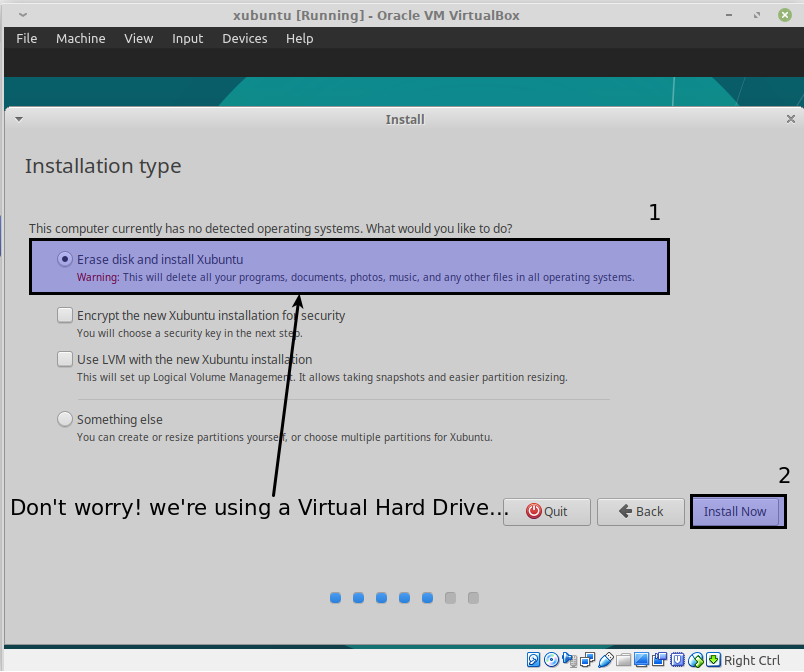 xubuntu [Running] - Oracle VM VirtualBox
File Machine View Input Devices Help
Install
Installation type
1
This computer currently has no detected operating systems. What would you like to do?
Erase disk and install Xubuntu
Warning: This will delete all your programs, documents, photos, music, and any other files in all operating systems.
Encrypt the new Xubuntu installation for security
You will choose a security key in the next step.
Use LVM with the new Xubuntu installation
This will set up Logical Volume Management. It allows taking snapshots and easier partition resizing.
Something else
You can create or resize partitions yourself, or choose multiple partitions for Xubuntu.
2
Don't worry! we're using a Virtual Hard Drive...
Quit Back Install Now
Right Ctrl